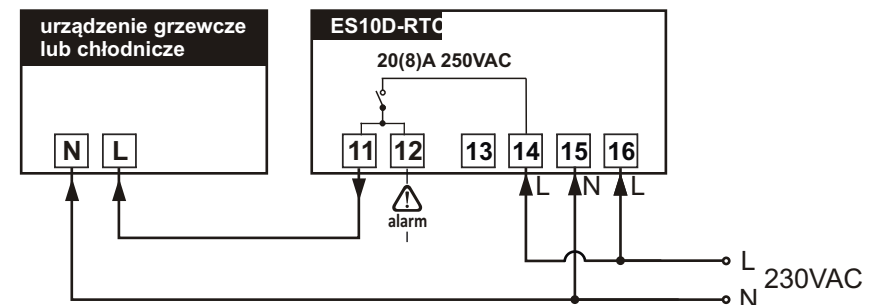 urządzenie grzewcze
lub chłodnicze
ES10D-RTC
20(8)A 250VAC
N L
11 12 13 14 15 16
L N L
alarm
L
230VAC
N